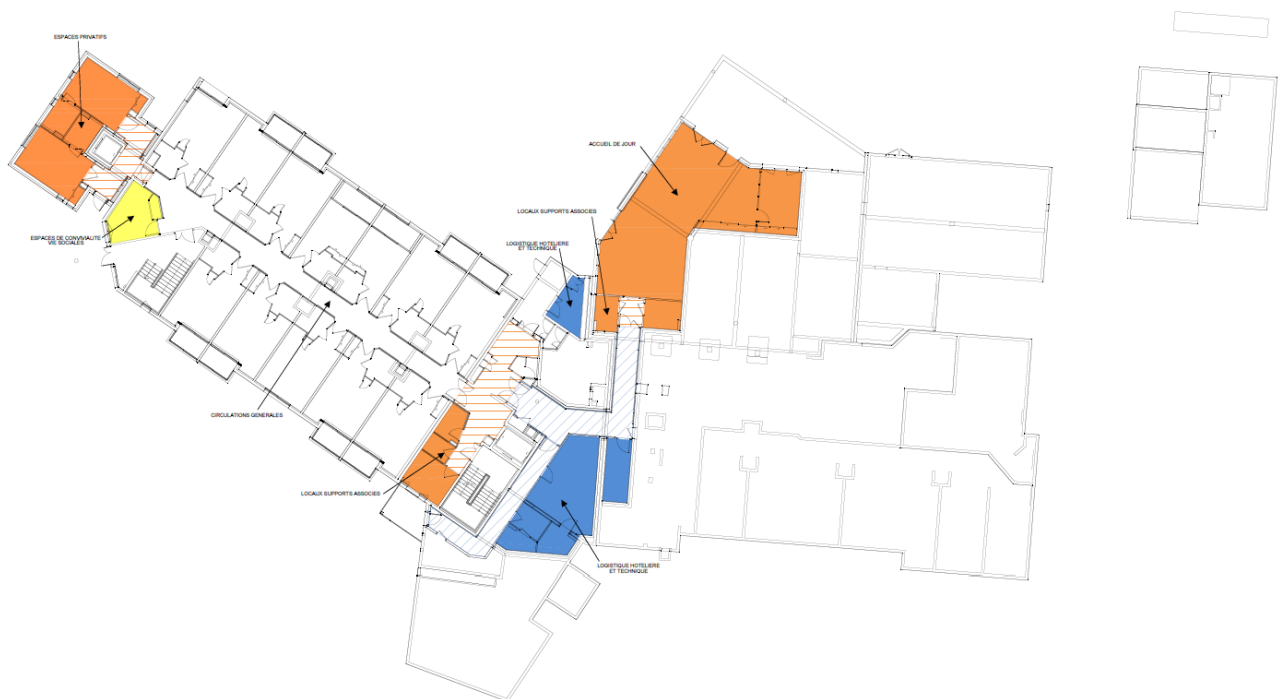 ESPACES PRIVATIFS
ACCUEIL DE JOUR
LOCAUX SUPPORTS ASSOCIES
ESPACES DE CONVIVIALITE
VIE SOCIALES
LOGISTIQUE HOTELIERE
ET TECHNIQUE
CIRCULATIONS GENERALES
LOCAUX SUPPORTS ASSOCIES
LOGISTIQUE HOTELIERE
ET TECHNIQUE